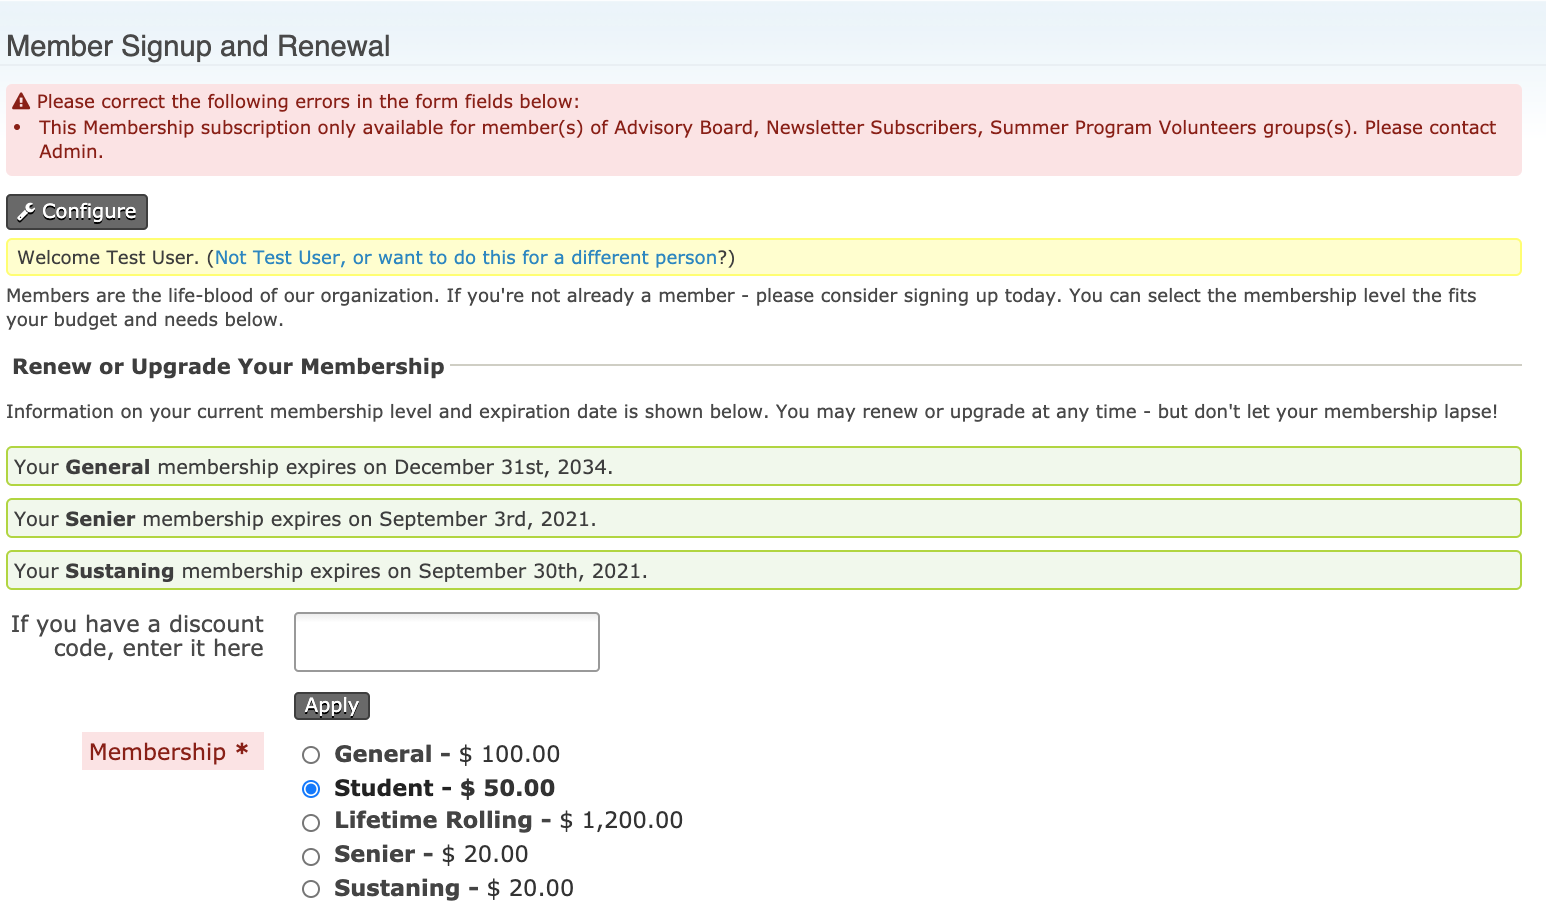 Member Signup and Renewal
Please correct the following errors in the form fields below:
• This Membership subscription only available for member(s) of Advisory Board, Newsletter Subscribers, Summer Program Volunteers groups(s). Please contact
Admin.
Configure
Welcome Test User. (Not Test User, or want to do this for a different person?)
Members are the life-blood of our organization. If you're not already a member - please consider signing up today. You can select the membership level the fits
your budget and needs below.
Renew or Upgrade Your Membership
Information on your current membership level and expiration date is shown below. You may renew or upgrade at any time - but don't let your membership lapse!
Your General membership expires on December 31st, 2034.
Your Senier membership expires on September 3rd, 2021.
Your Sustaning membership expires on September 30th, 2021.
If you have a discount
code, enter it here
Apply
Membership *
General - $ 100.00
Student - $ 50.00
Lifetime Rolling - $ 1,200.00
Senier - $ 20.00
Sustaning - $ 20.00